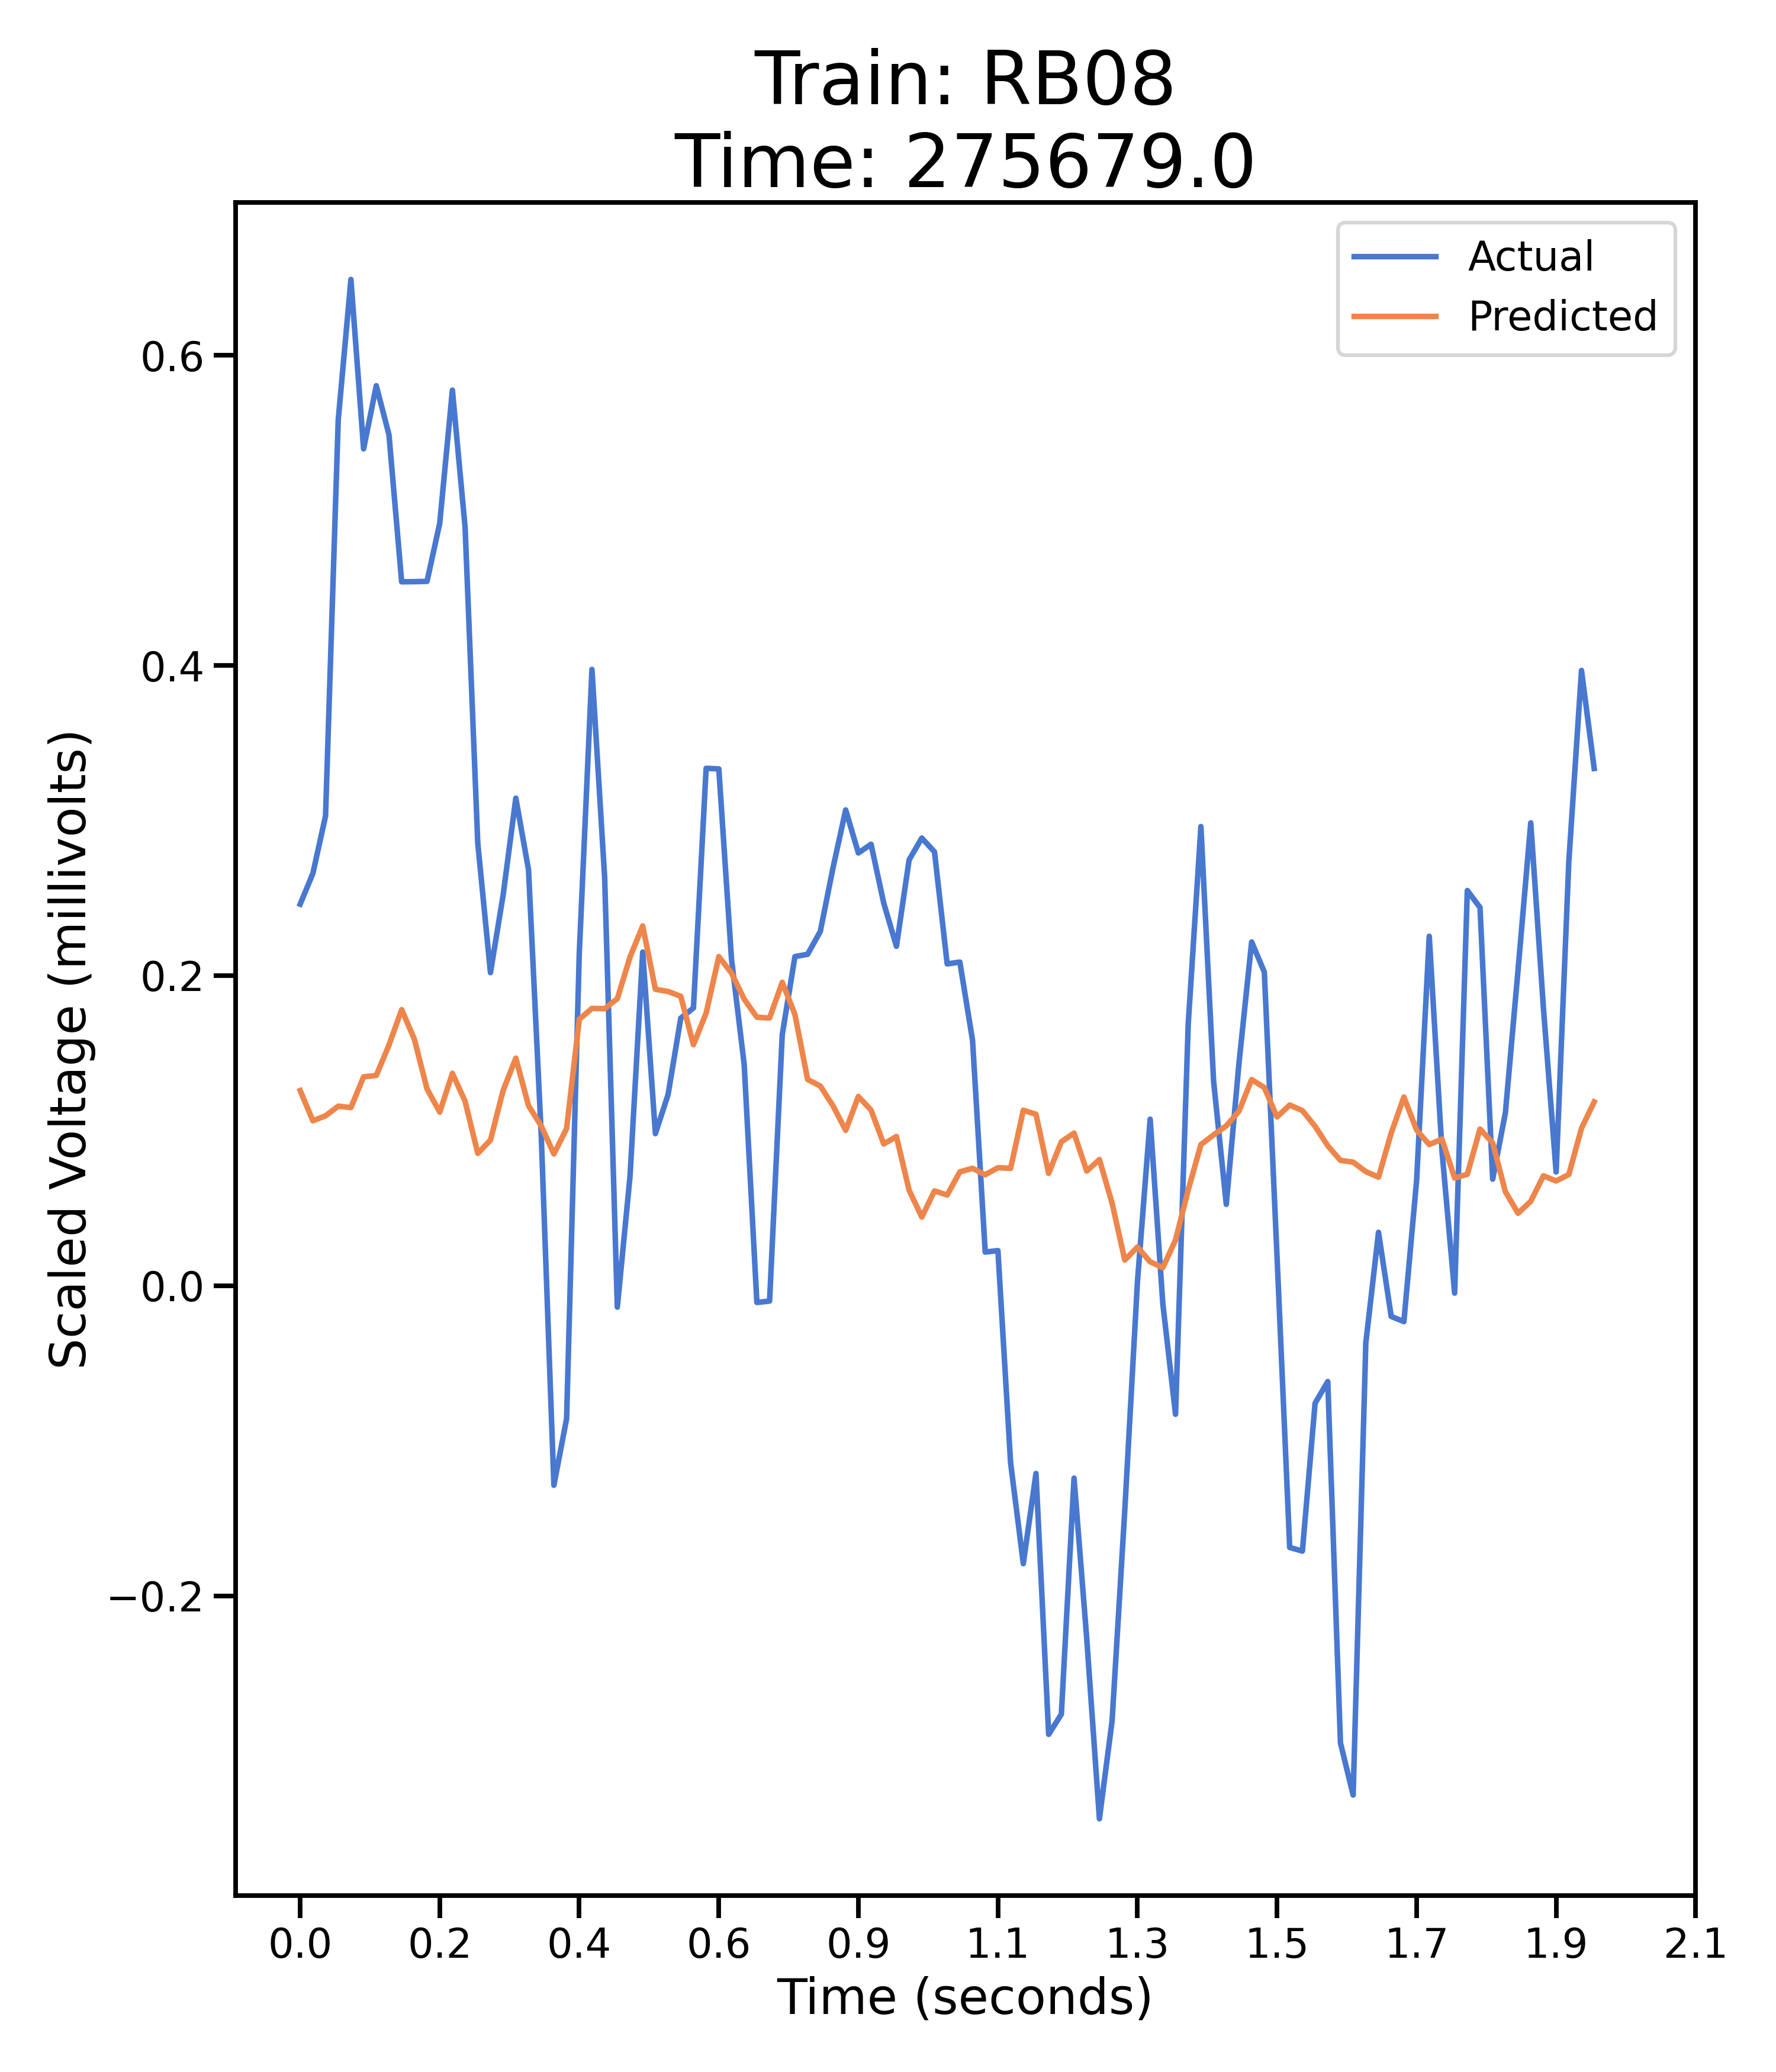 Train: RB08
Time: 275679.0
Actual
Predicted
0.6
0.4
0.2
0.0
−0.2
Scaled Voltage (millivolts)
0.0 0.2 0.4 0.6 0.9 1.1 1.3 1.5 1.7 1.9 2.1
Time (seconds)